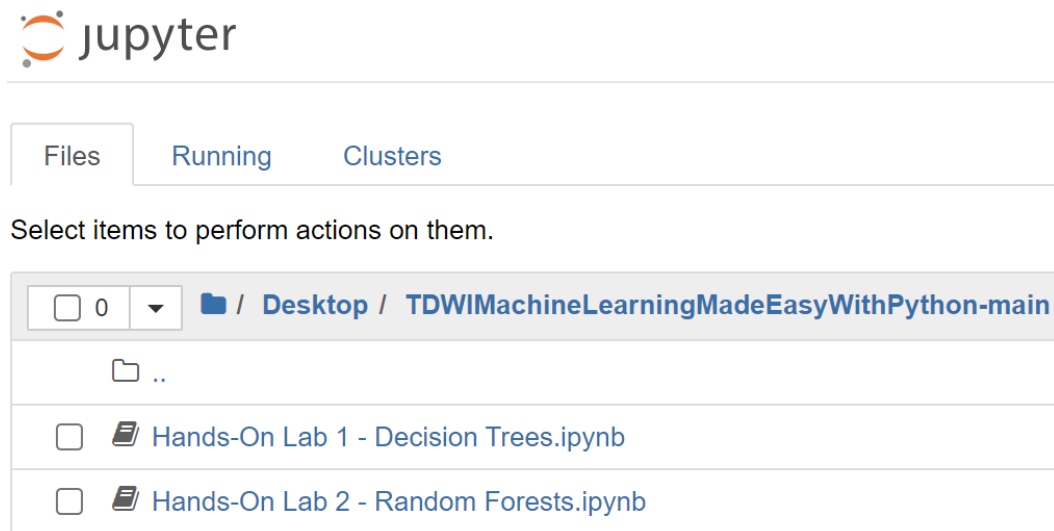 jupyter
Files Running Clusters
Select items to perform actions on them.
0 / Desktop / TDWIMachineLearningMadeEasyWithPython-main
..
Hands-On Lab 1 - Decision Trees.ipynb
Hands-On Lab 2 - Random Forests.ipynb